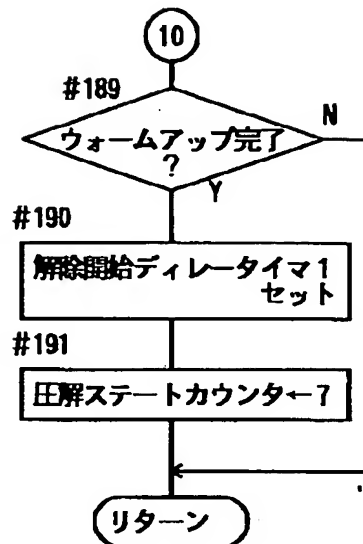 10
#189
ウォームアップ完了
?
N
Y
#190
解除開始ディレータイマ1
セット
#191
圧解ステートカウンター←7
リターン